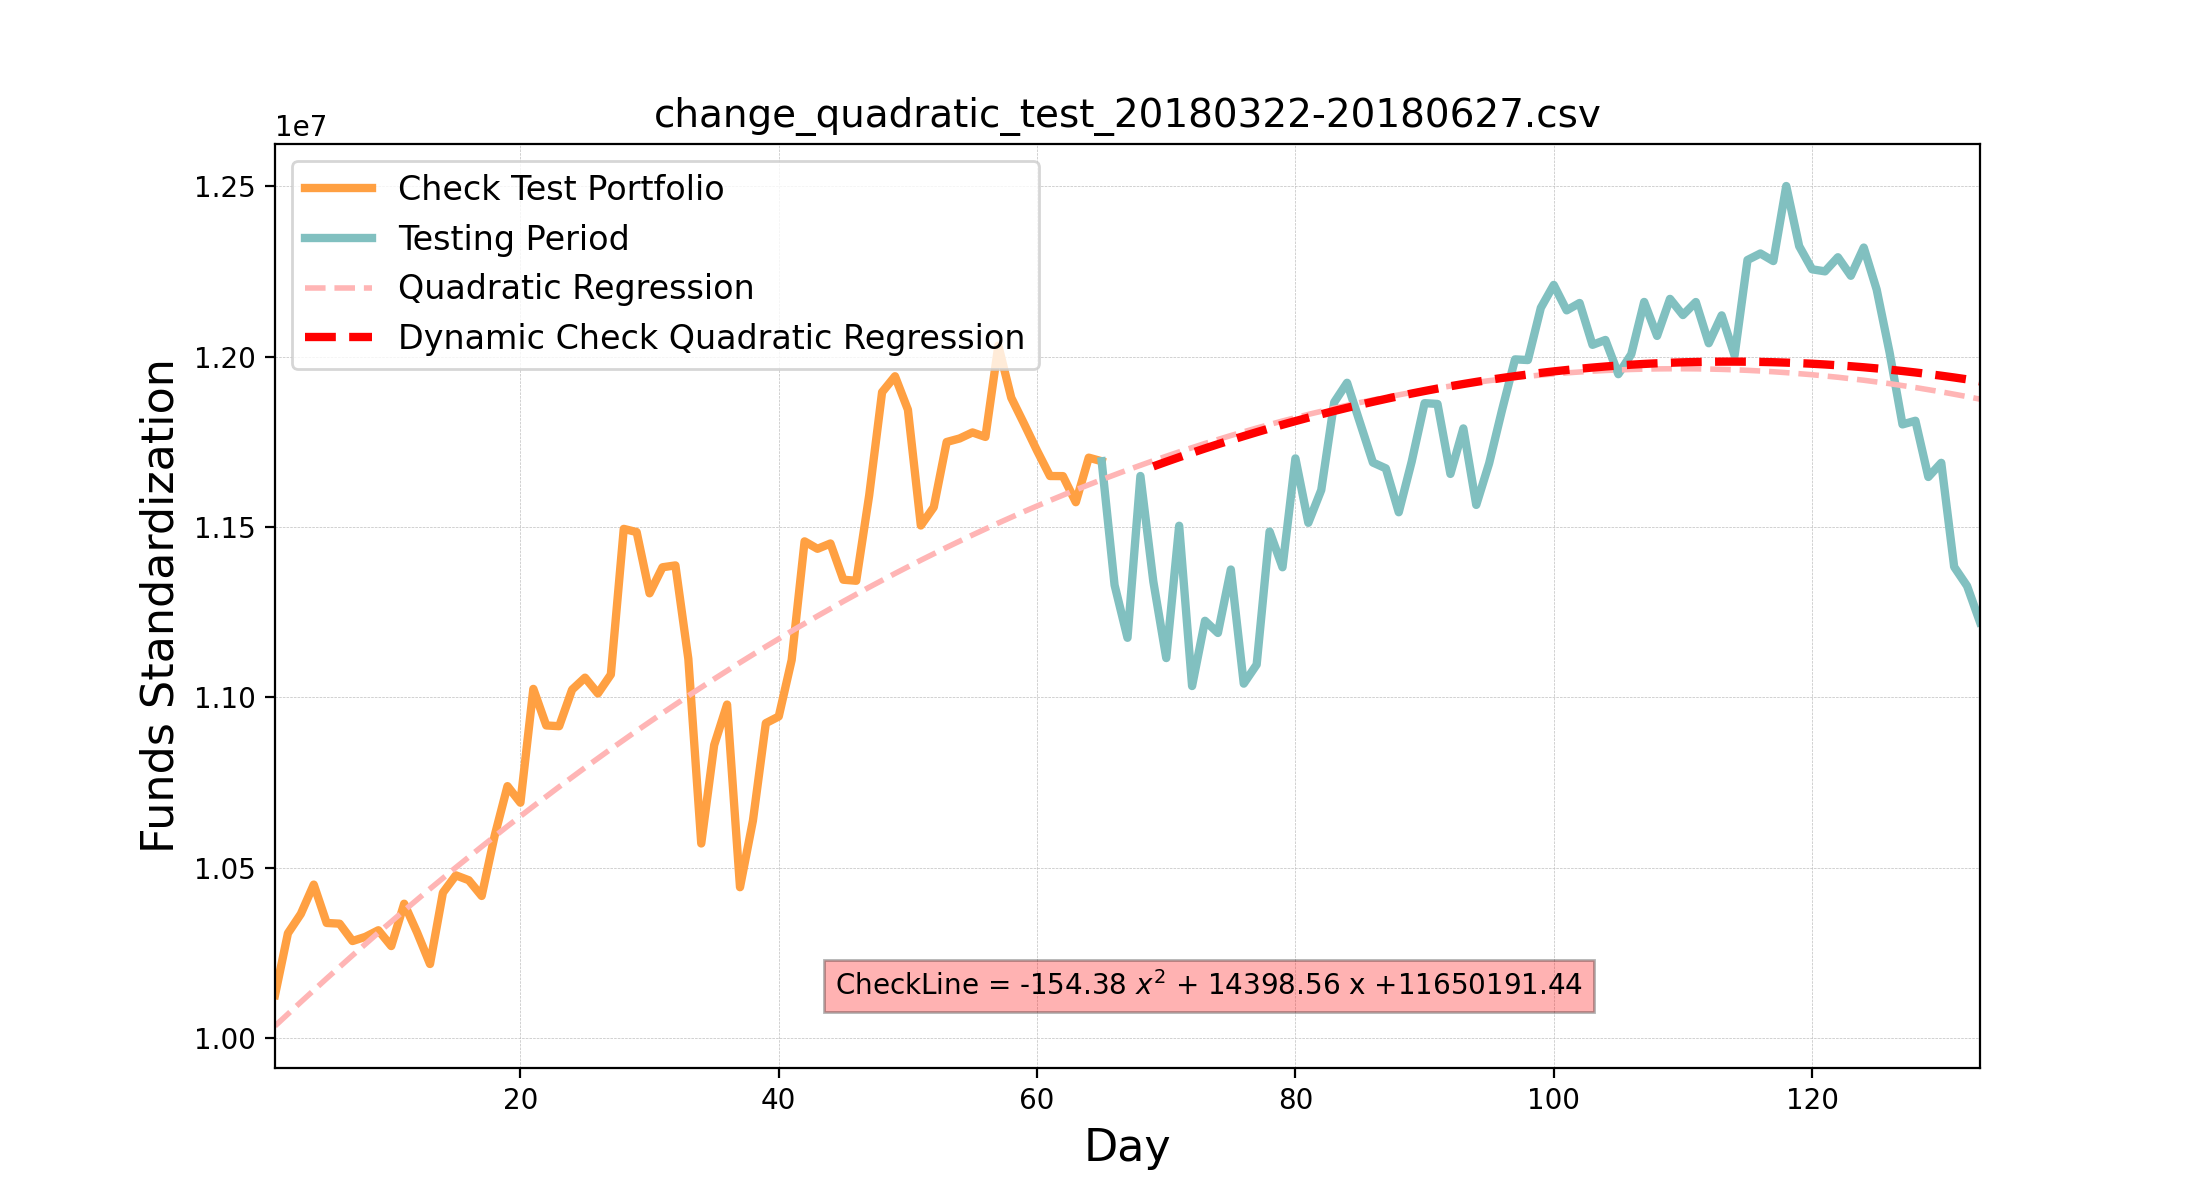 change_quadratic_test_20180322-20180627.csv
1e7
Check Test Portfolio
Testing Period
Quadratic Regression
Dynamic Check Quadratic Regression
1.25
1.20
1.15
1.10
1.05
1.00
Funds Standardization
CheckLine = -154.38 x² + 14398.56 x +11650191.44
20 40 60 80 100 120
Day